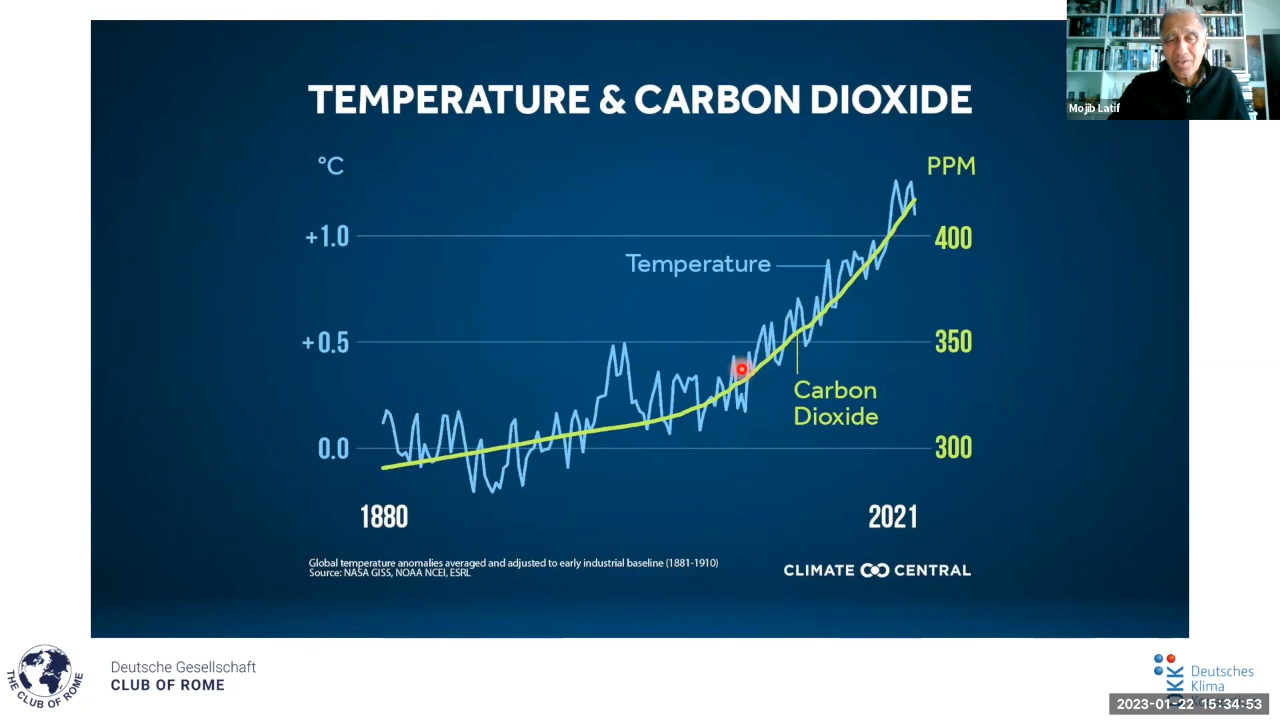 TEMPERATURE & CARBON DIOXIDE
Mojib Latif
°C
PPM
+1.0
400
Temperature
+0.5
350
Carbon
Dioxide
0.0
300
1880
2021
Global temperature anomalies averaged and adjusted to early industrial baseline (1881-1910)
Source: NASA GISS, NOAA NCEI, ESRL
CLIMATE CENTRAL
THE CLUB OF ROME
Deutsche Gesellschaft
CLUB OF ROME
DKK
Deutsches
Klima
2023-01-22 15:34:53